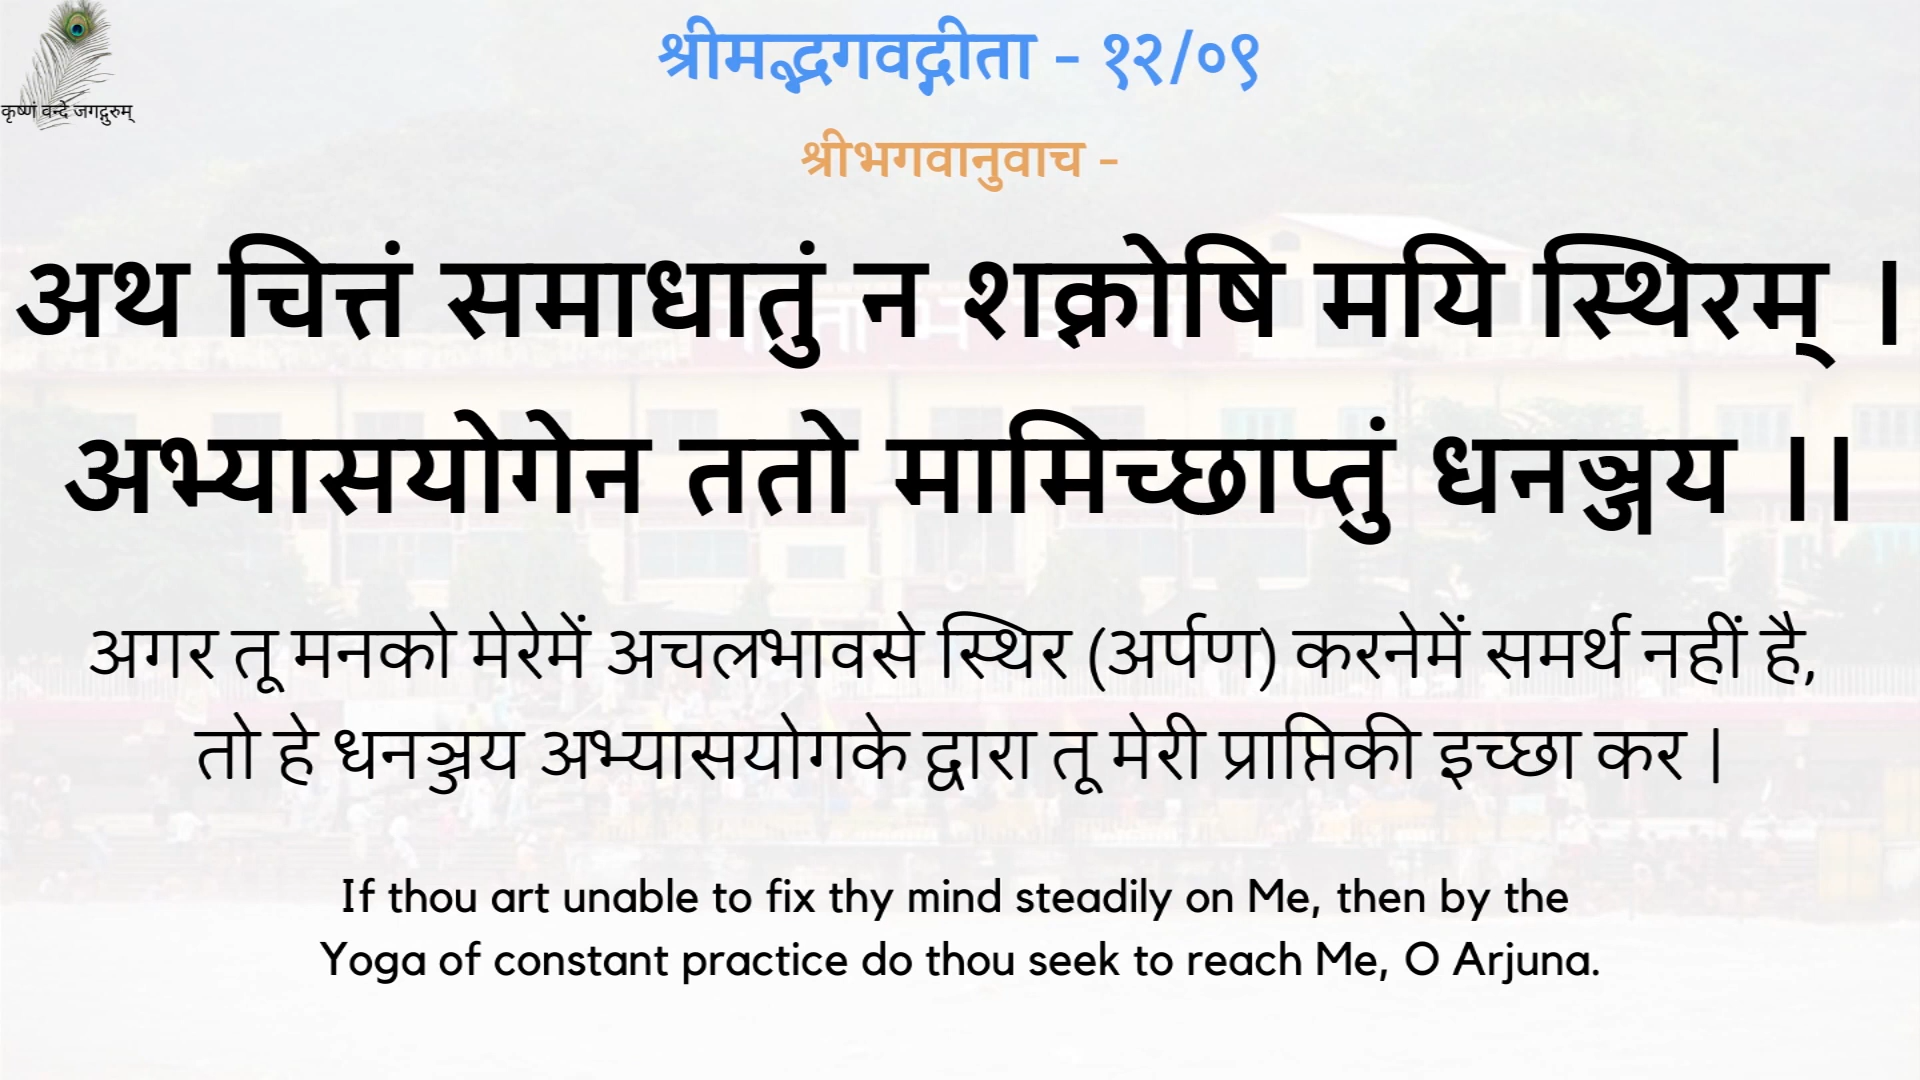 श्रीमद्भगवद्गीता - १२/०९
कृष्णं वन्दे जगद्गुरुम्
श्रीभगवानुवाच -
अथ चित्तं समाधातुं न शक्नोषि मयि स्थिरम् ।
अभ्यासयोगेन ततो मामिच्छाप्तुं धनञ्जय ।।
अगर तू मनको मेरेमें अचलभावसे स्थिर (अर्पण) करनेमें समर्थ नहीं है,
तो हे धनञ्जय अभ्यासयोगके द्वारा तू मेरी प्राप्तिकी इच्छा कर |
If thou art unable to fix thy mind steadily on Me, then by the
Yoga of constant practice do thou seek to reach Me, O Arjuna.